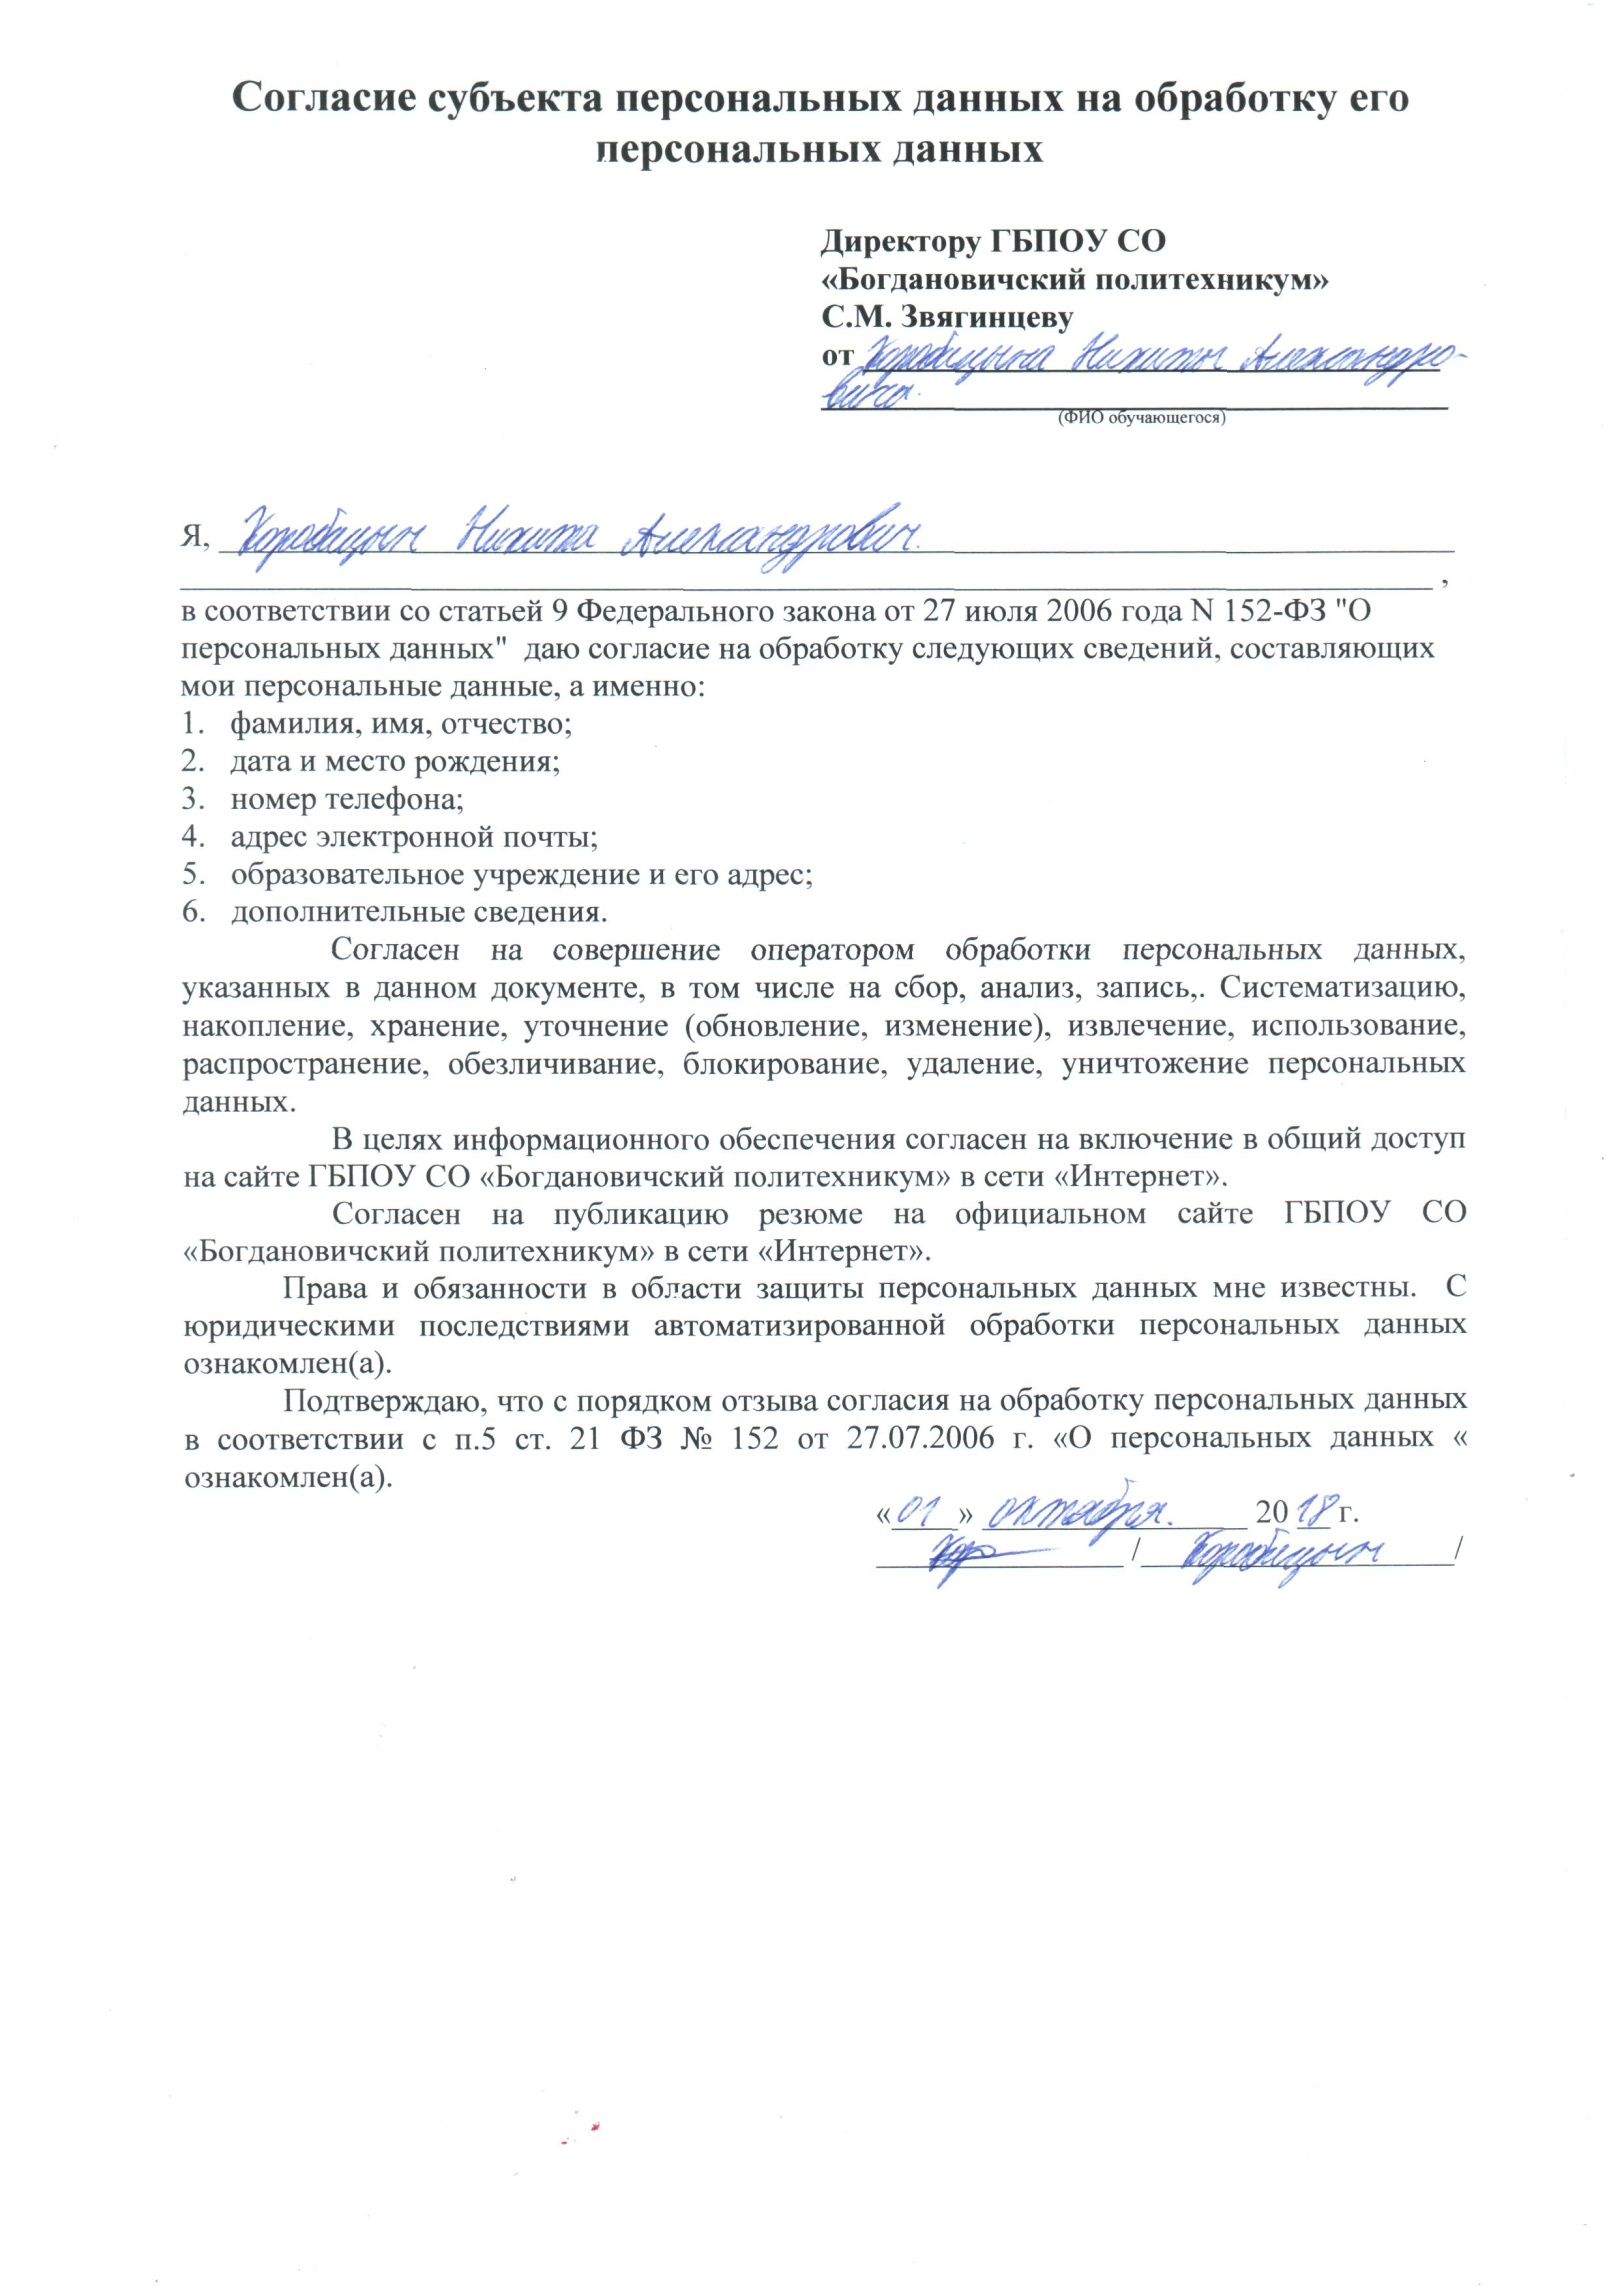 Согласие субъекта персональных данных на обработку его
персональных данных
Директору ГБПОУ СО
«Богдановичский политехникум»
С.М. Звягинцеву
от Коробицына Никиты Александро-
вича.
(ФИО обучающегося)
Я, Коробицын Никита Александрович.
,
в соответствии со статьей 9 Федерального закона от 27 июля 2006 года N 152-ФЗ "О
персональных данных" даю согласие на обработку следующих сведений, составляющих
мои персональные данные, а именно:
1. фамилия, имя, отчество;
2. дата и место рождения;
3. номер телефона;
4. адрес электронной почты;
5. образовательное учреждение и его адрес;
6. дополнительные сведения.
Согласен на совершение оператором обработки персональных данных,
указанных в данном документе, в том числе на сбор, анализ, запись,. Систематизацию,
накопление, хранение, уточнение (обновление, изменение), извлечение, использование,
распространение, обезличивание, блокирование, удаление, уничтожение персональных
данных.
В целях информационного обеспечения согласен на включение в общий доступ
на сайте ГБПОУ СО «Богдановичский политехникум» в сети «Интернет».
Согласен на публикацию резюме на официальном сайте ГБПОУ СО
«Богдановичский политехникум» в сети «Интернет».
Права и обязанности в области защиты персональных данных мне известны. С
юридическими последствиями автоматизированной обработки персональных данных
ознакомлен(а).
Подтверждаю, что с порядком отзыва согласия на обработку персональных данных
в соответствии с п.5 ст. 21 ФЗ № 152 от 27.07.2006 г. «О персональных данных «
ознакомлен(а).
«01» октября. 2018 г.
Кор / Коробицын /